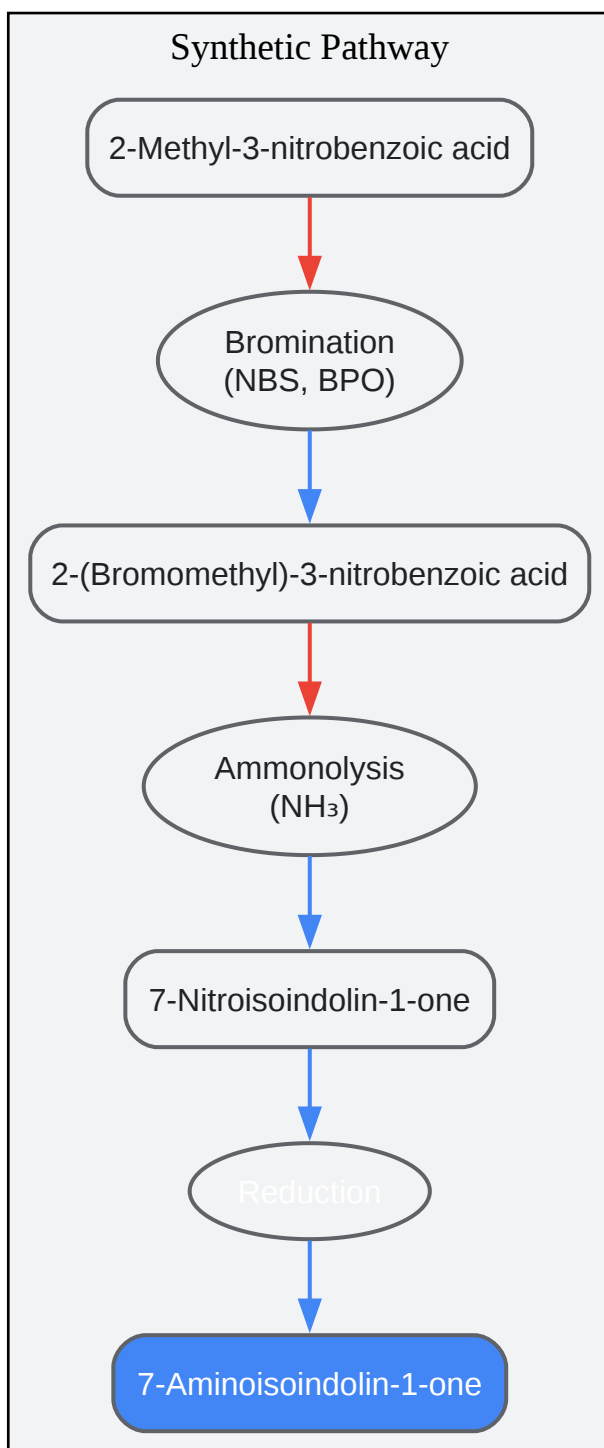 Synthetic Pathway
2-Methyl-3-nitrobenzoic acid
Bromination
(NBS, BPO)
2-(Bromomethyl)-3-nitrobenzoic acid
Ammonolysis
(NH₃)
7-Nitroisoindolin-1-one
Reduction
7-Aminoisoindolin-1-one